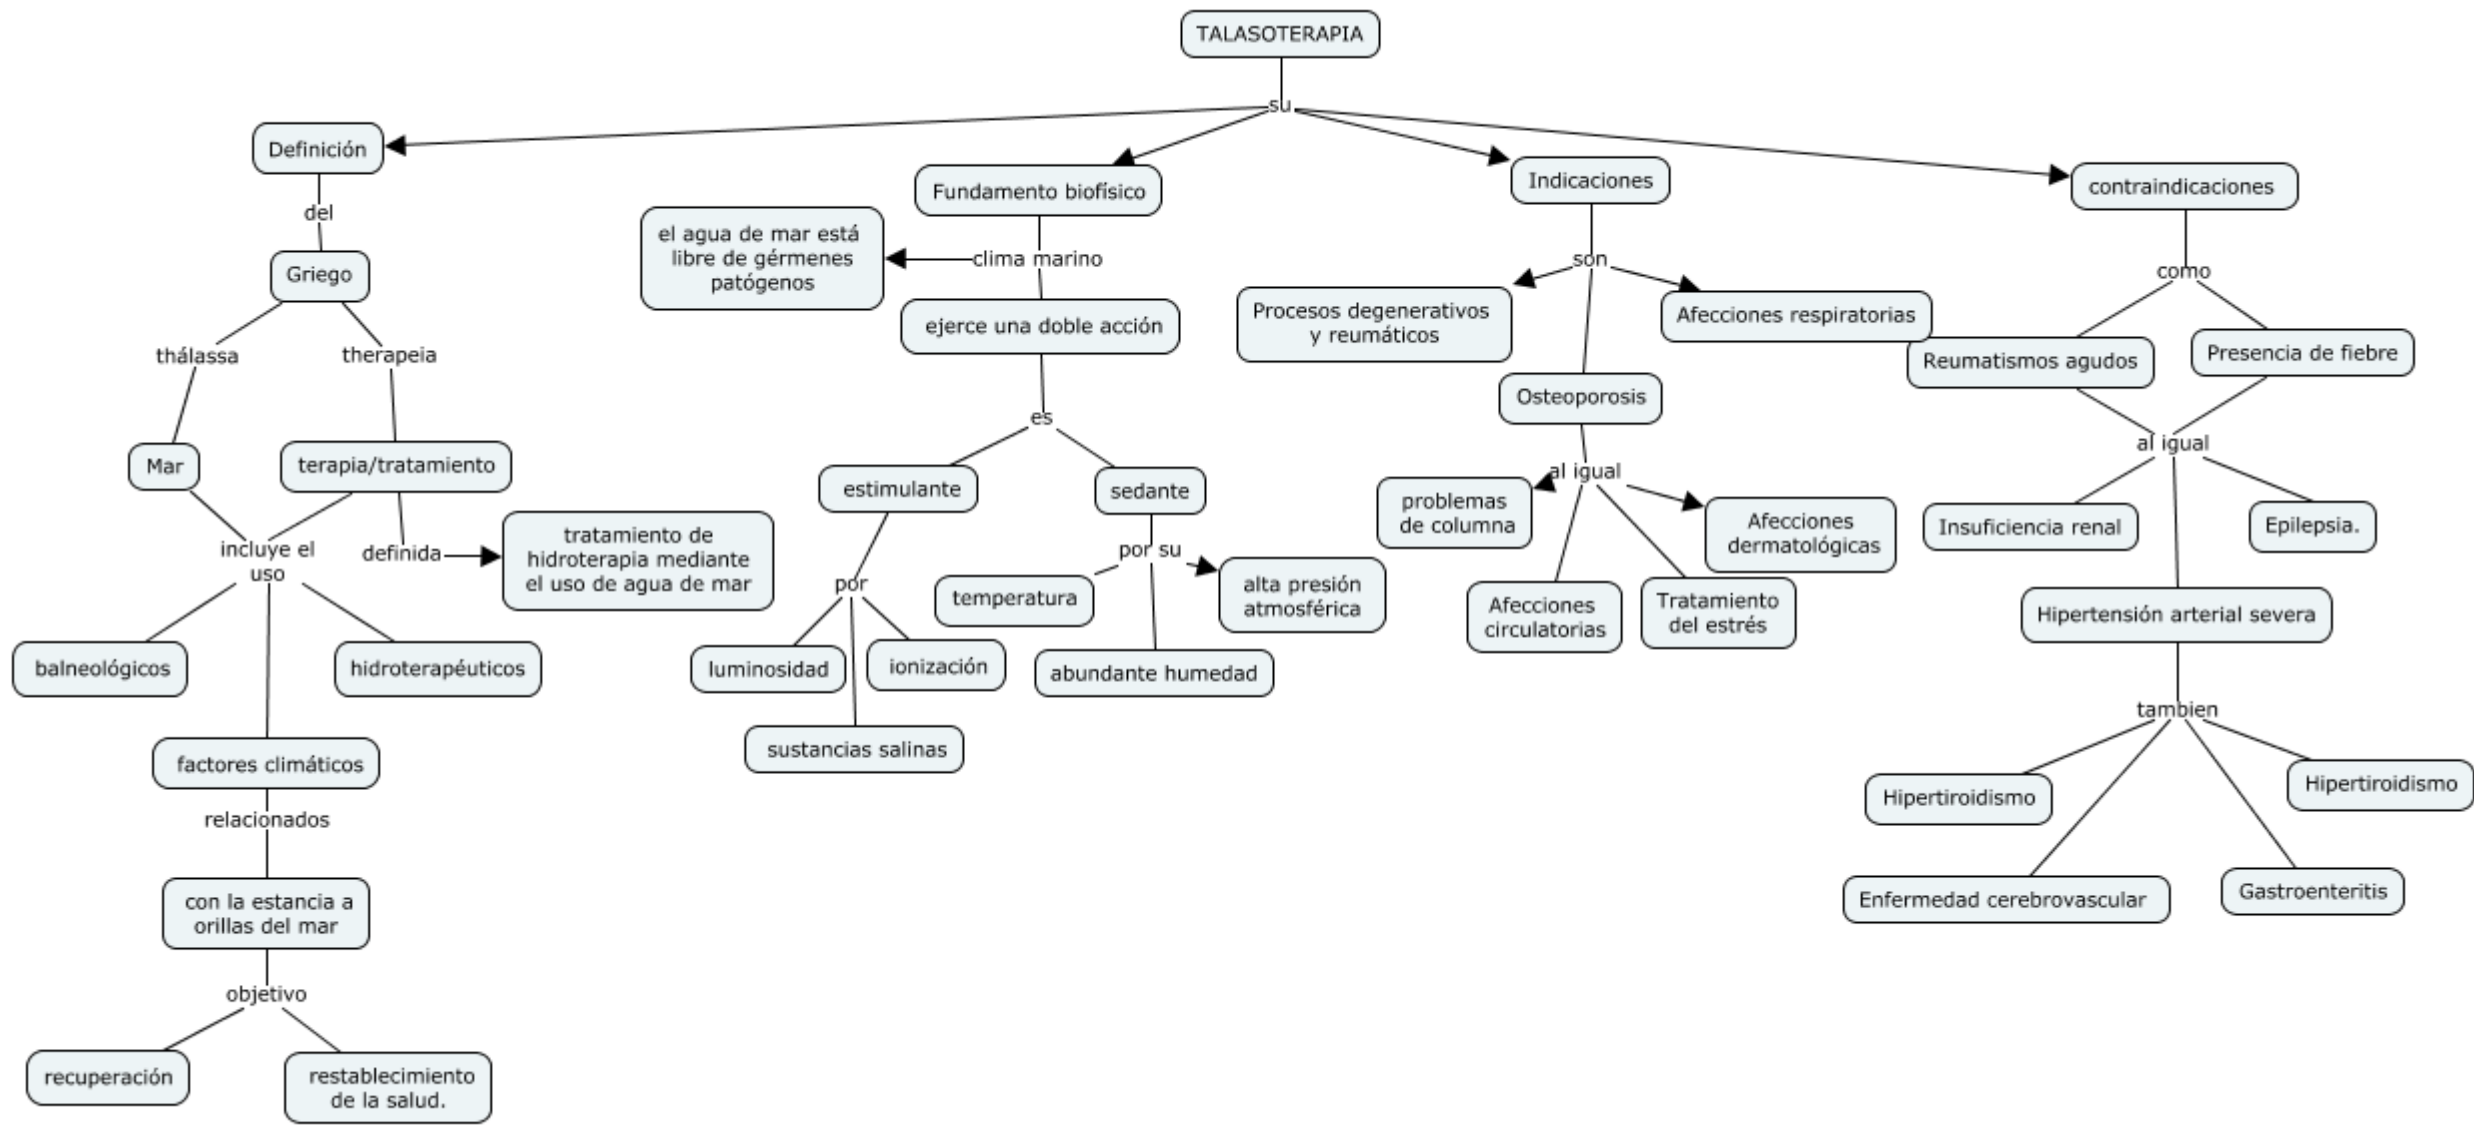 TALASOTERAPIA
su
Definición
del
Griego
thálassa
therapeia
Mar
terapia/tratamiento
incluye el
uso
definida
tratamiento de
hidroterapia mediante
el uso de agua de mar
balneológicos
hidroterapéuticos
factores climáticos
relacionados
con la estancia a
orillas del mar
objetivo
recuperación
restablecimiento
de la salud.
Fundamento biofísico
clima marino
el agua de mar está
libre de gérmenes
patógenos
ejerce una doble acción
es
estimulante
sedante
por
luminosidad
ionización
sustancias salinas
por su
temperatura
alta presión
atmosférica
abundante humedad
Indicaciones
son
Procesos degenerativos
y reumáticos
Afecciones respiratorias
Osteoporosis
al igual
problemas
de columna
Afecciones
dermatológicas
Afecciones
circulatorias
Tratamiento
del estrés
contraindicaciones
como
Reumatismos agudos
Presencia de fiebre
al igual
Insuficiencia renal
Epilepsia.
Hipertensión arterial severa
tambien
Hipertiroidismo
Hipertiroidismo
Enfermedad cerebrovascular
Gastroenteritis